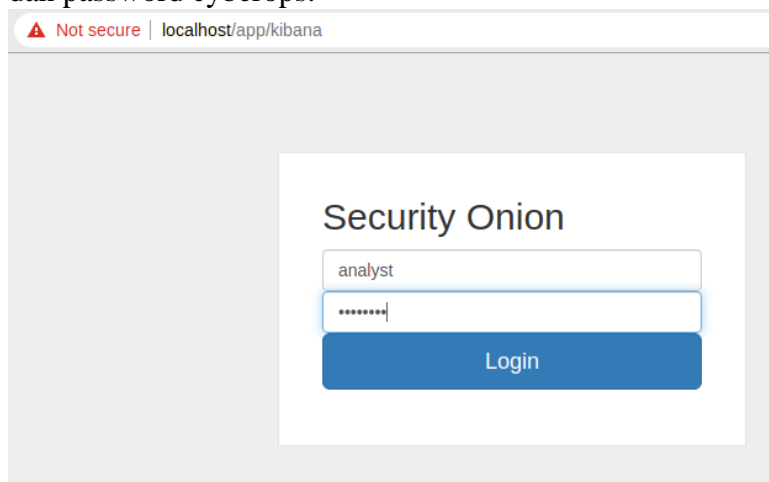 dan password cyberops.
Not secure | localhost/app/kibana
Security Onion
analyst
••••••••
Login